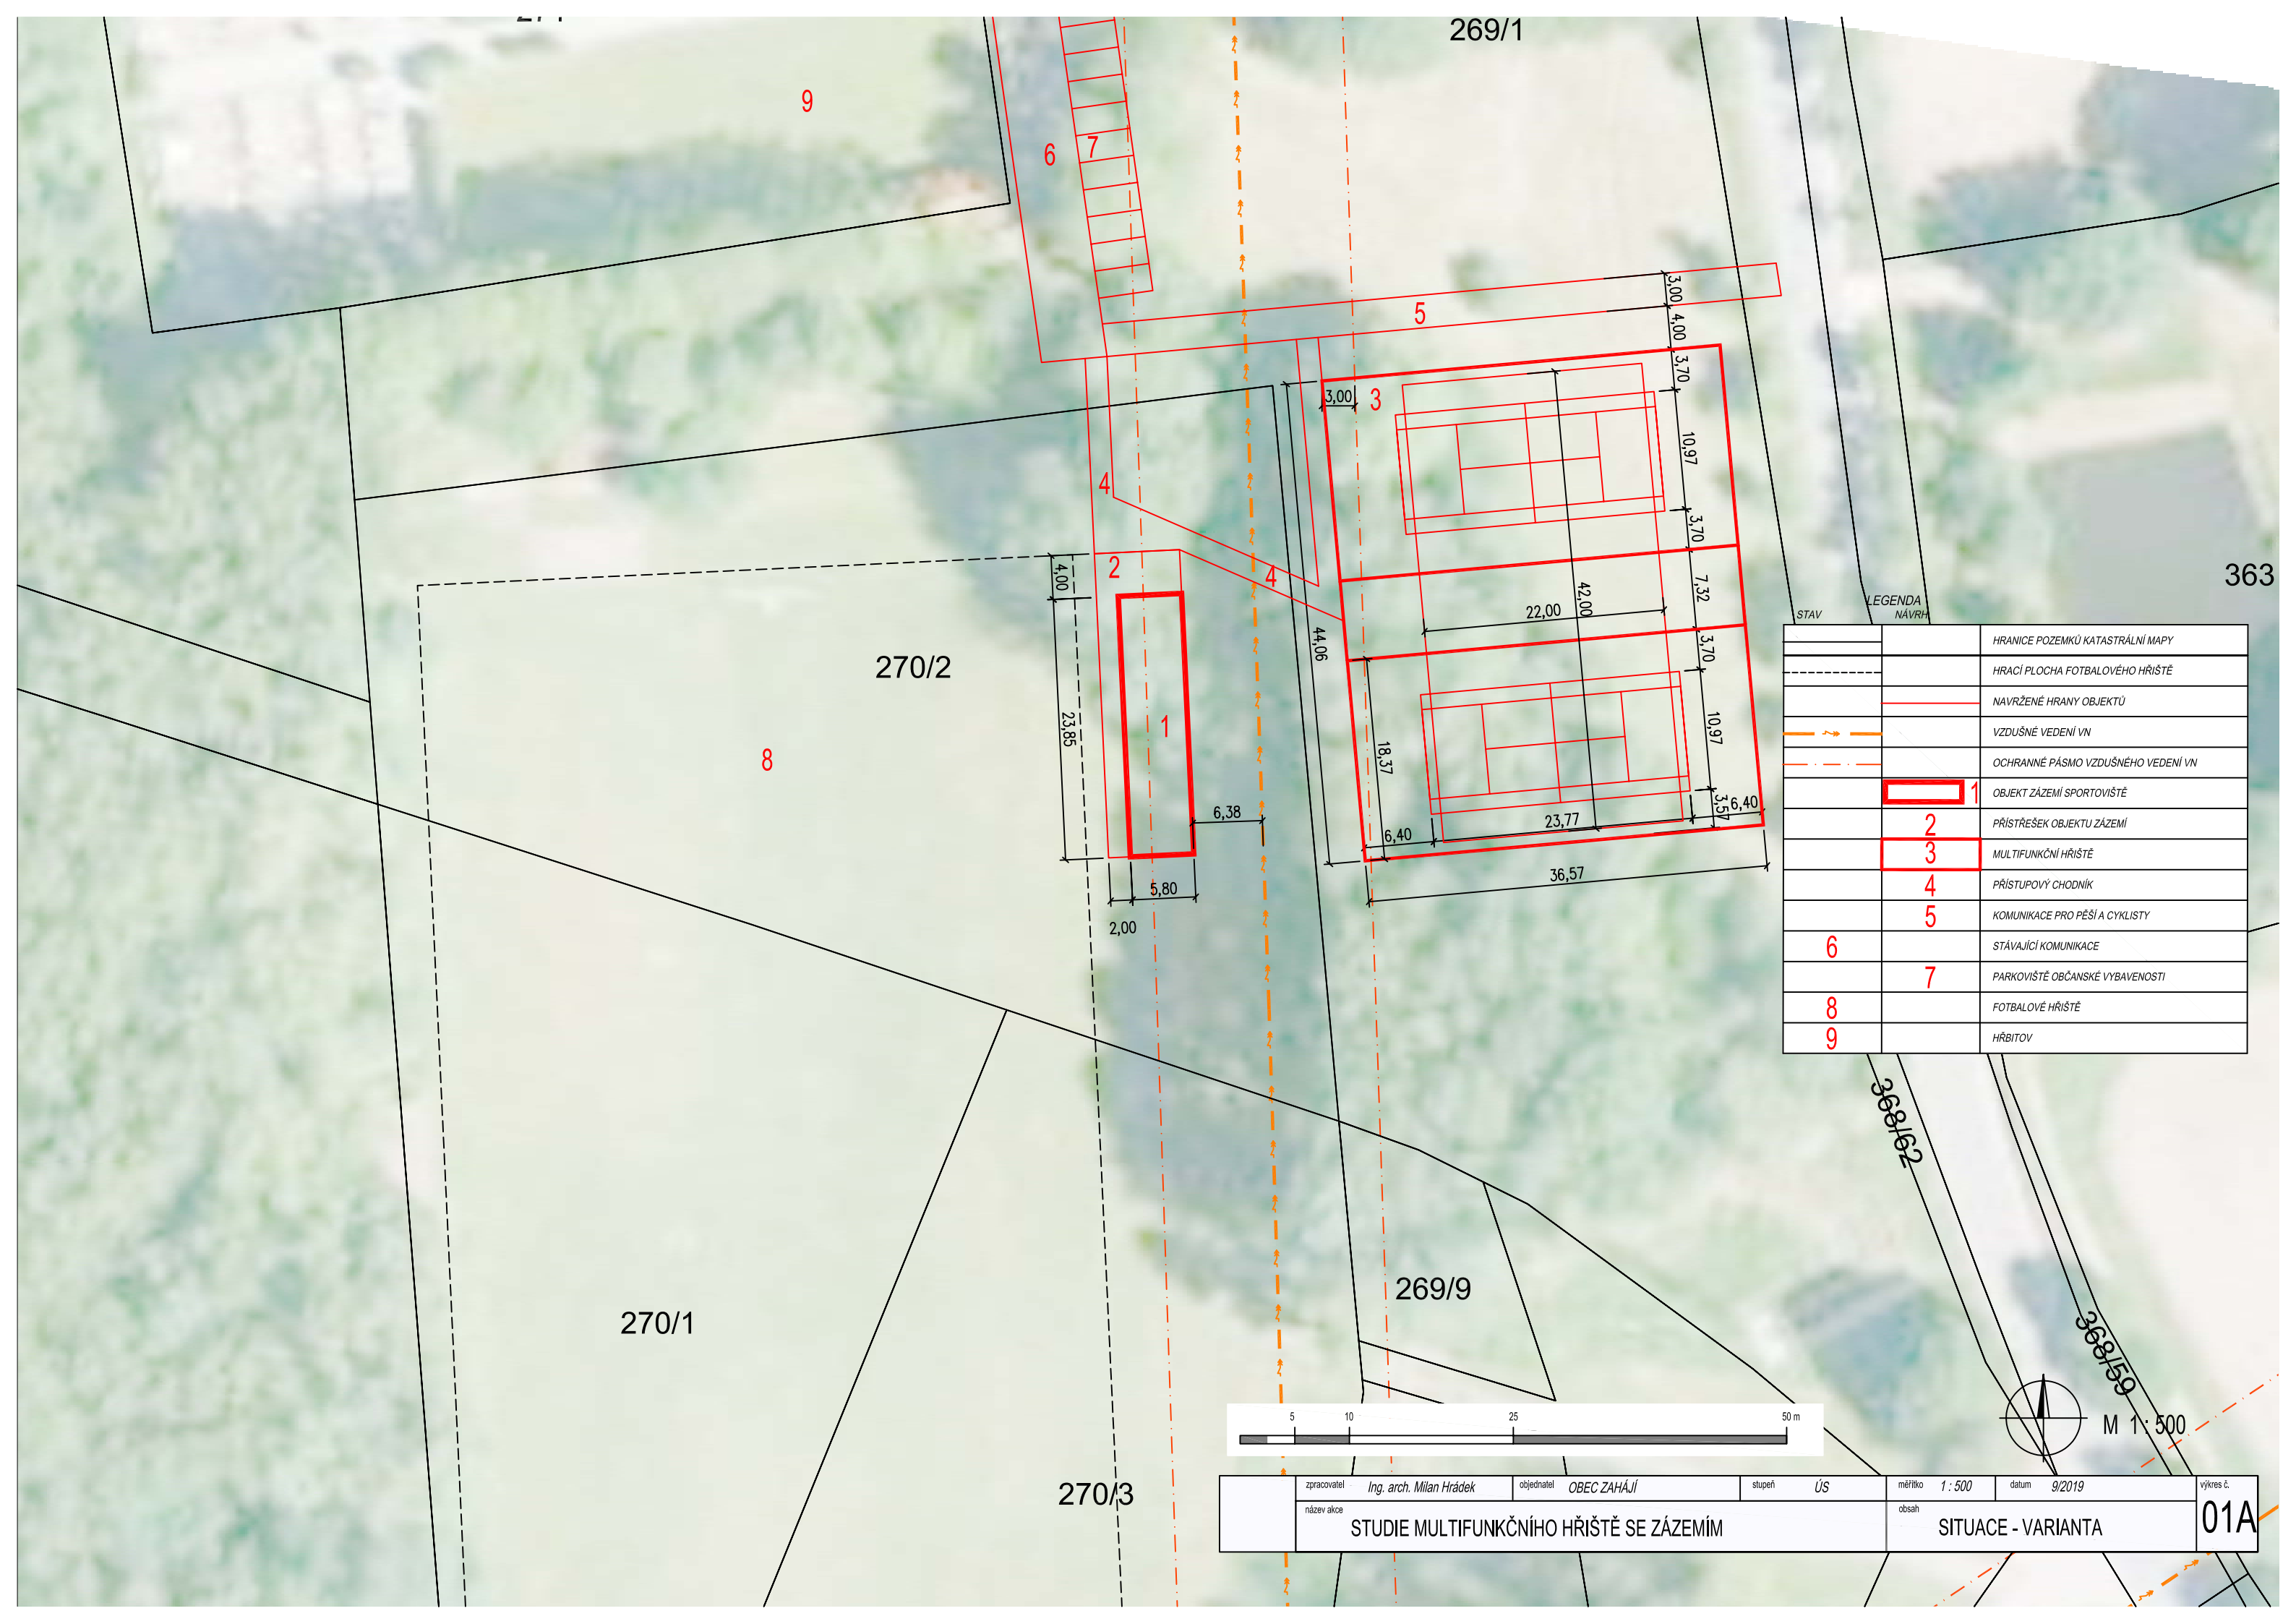 269/1
9
6
7
5
3,00
4,00
3,70
3,00
3
10,97
4
3,70
2
4
4,00
7,32
42,00
22,00
363
44,06
3,70
270/2
1
23,85
8
18,37
10,97
6,38
3,57
6,40
6,40
23,77
36,57
5,80
2,00
STAV
LEGENDA
NÁVRH
HRANICE POZEMKŮ KATASTRÁLNÍ MAPY
HRACÍ PLOCHA FOTBALOVÉHO HŘIŠTĚ
NAVRŽENÉ HRANY OBJEKTŮ
VZDUŠNÉ VEDENÍ VN
OCHRANNÉ PÁSMO VZDUŠNÉHO VEDENÍ VN
1 OBJEKT ZÁZEMÍ SPORTOVIŠTĚ
2 PŘÍSTŘEŠEK OBJEKTU ZÁZEMÍ
3 MULTIFUNKČNÍ HŘIŠTĚ
4 PŘÍSTUPOVÝ CHODNÍK
5 KOMUNIKACE PRO PĚŠÍ A CYKLISTY
6 STÁVAJÍCÍ KOMUNIKACE
7 PARKOVIŠTĚ OBČANSKÉ VYBAVENOSTI
8 FOTBALOVÉ HŘIŠTĚ
9 HŘBITOV
368/62
269/9
270/1
368/59
5 10 25 50 m
M 1 : 500
270/3
zpracovatel Ing. arch. Milan Hrádek objednatel OBEC ZAHÁJÍ stupeň ÚS měřítko 1 : 500 datum 9/2019 výkres č.
název akce obsah
STUDIE MULTIFUNKČNÍHO HŘIŠTĚ SE ZÁZEMÍM SITUACE - VARIANTA 01A